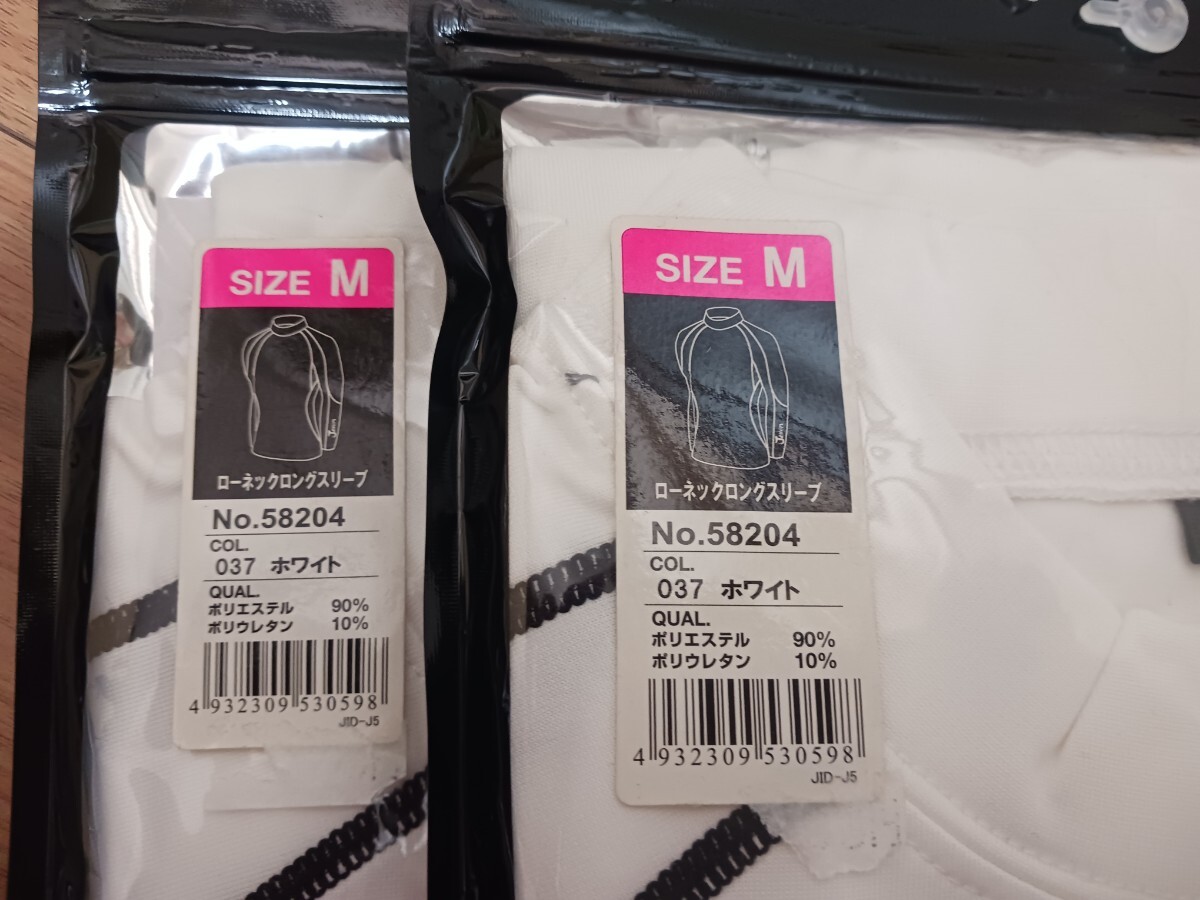 SIZE M
ローネックロングスリーブ
No.58204
COL.
037 ホワイト
QUAL.
ポリエステル 90%
ポリウレタン 10%
4 932309 530598
J1D-J5
SIZE M
ローネックロングスリーブ
No.58204
COL.
037 ホワイト
QUAL.
ポリエステル 90%
ポリウレタン 10%
4 932309 530598
J1D-J5